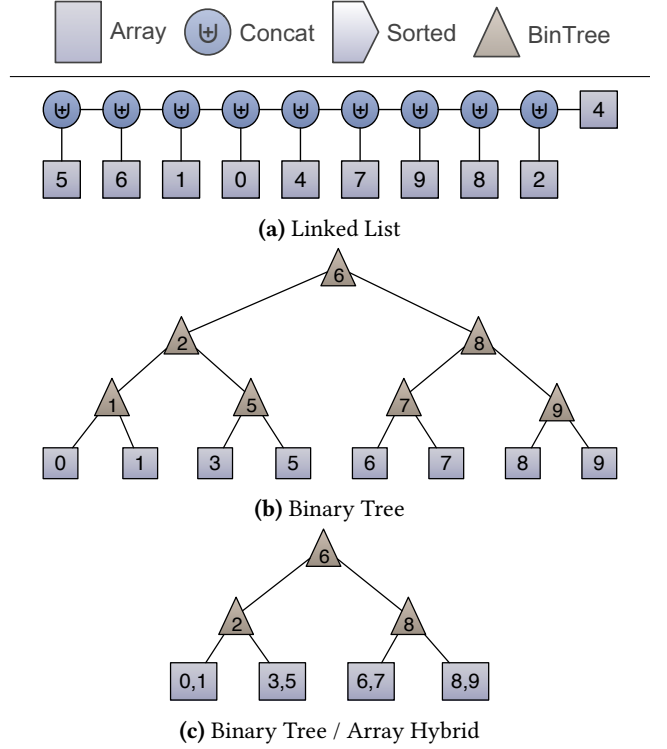 Array ⊎ Concat Sorted BinTree
⊎ ⊎ ⊎ ⊎ ⊎ ⊎ ⊎ ⊎ ⊎ 4
5 6 1 0 4 7 9 8 2
(a) Linked List
6
2 8
1 5 7 9
0 1 3 5 6 7 8 9
(b) Binary Tree
6
2 8
0,1 3,5 6,7 8,9
(c) Binary Tree / Array Hybrid